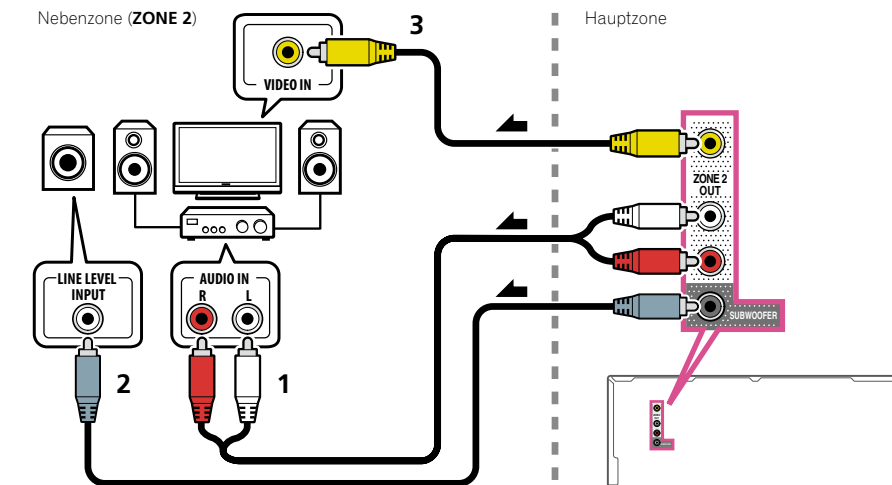 Nebenzone (ZONE 2)
3
Hauptzone
VIDEO IN
ZONE 2
OUT
LINE LEVEL
INPUT
AUDIO IN
R L
SUBWOOFER
2
1